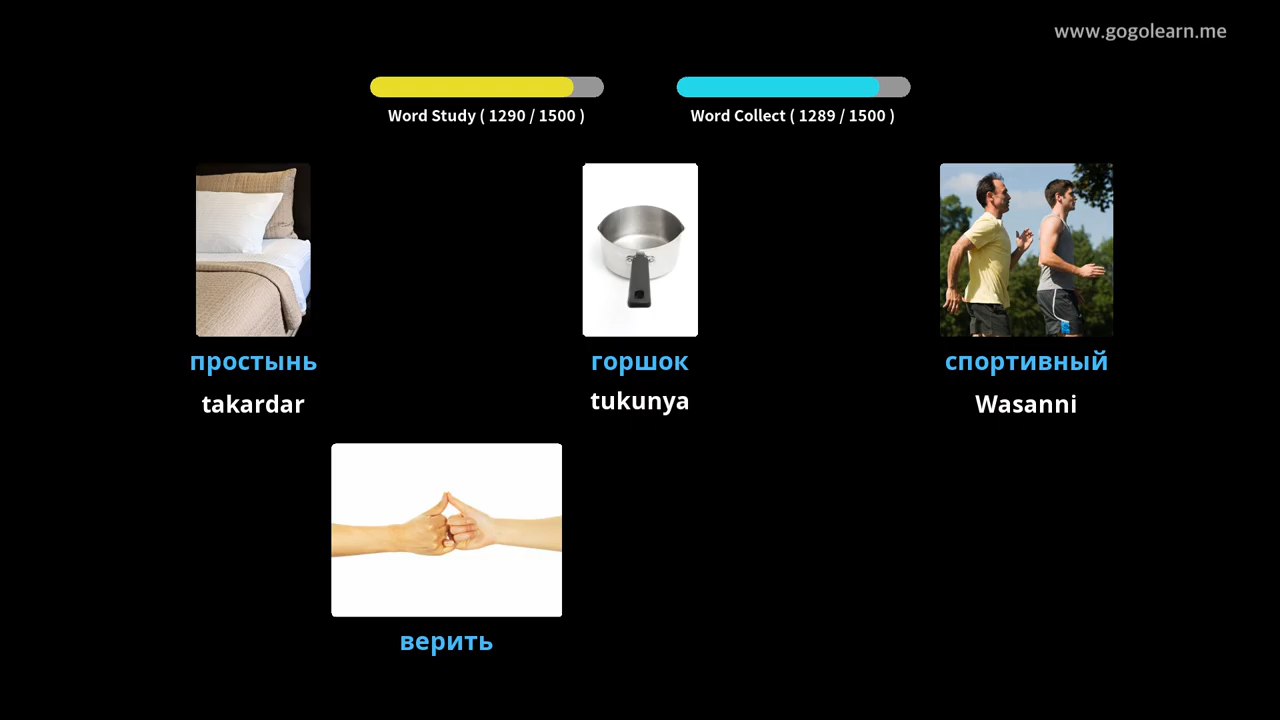 www.gogolearn.me
Word Study ( 1290 / 1500 )
Word Collect ( 1289 / 1500 )
простынь
горшок
спортивный
takardar
tukunya
Wasanni
верить